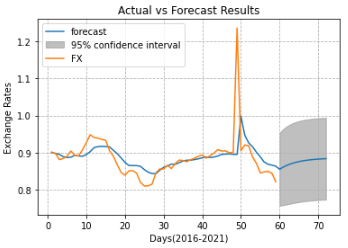 Actual vs Forecast Results
forecast
95% confidence interval
FX
Exchange Rates
1.2
1.1
1.0
0.9
0.8
0
10
20
30
40
50
60
70
Days(2016-2021)